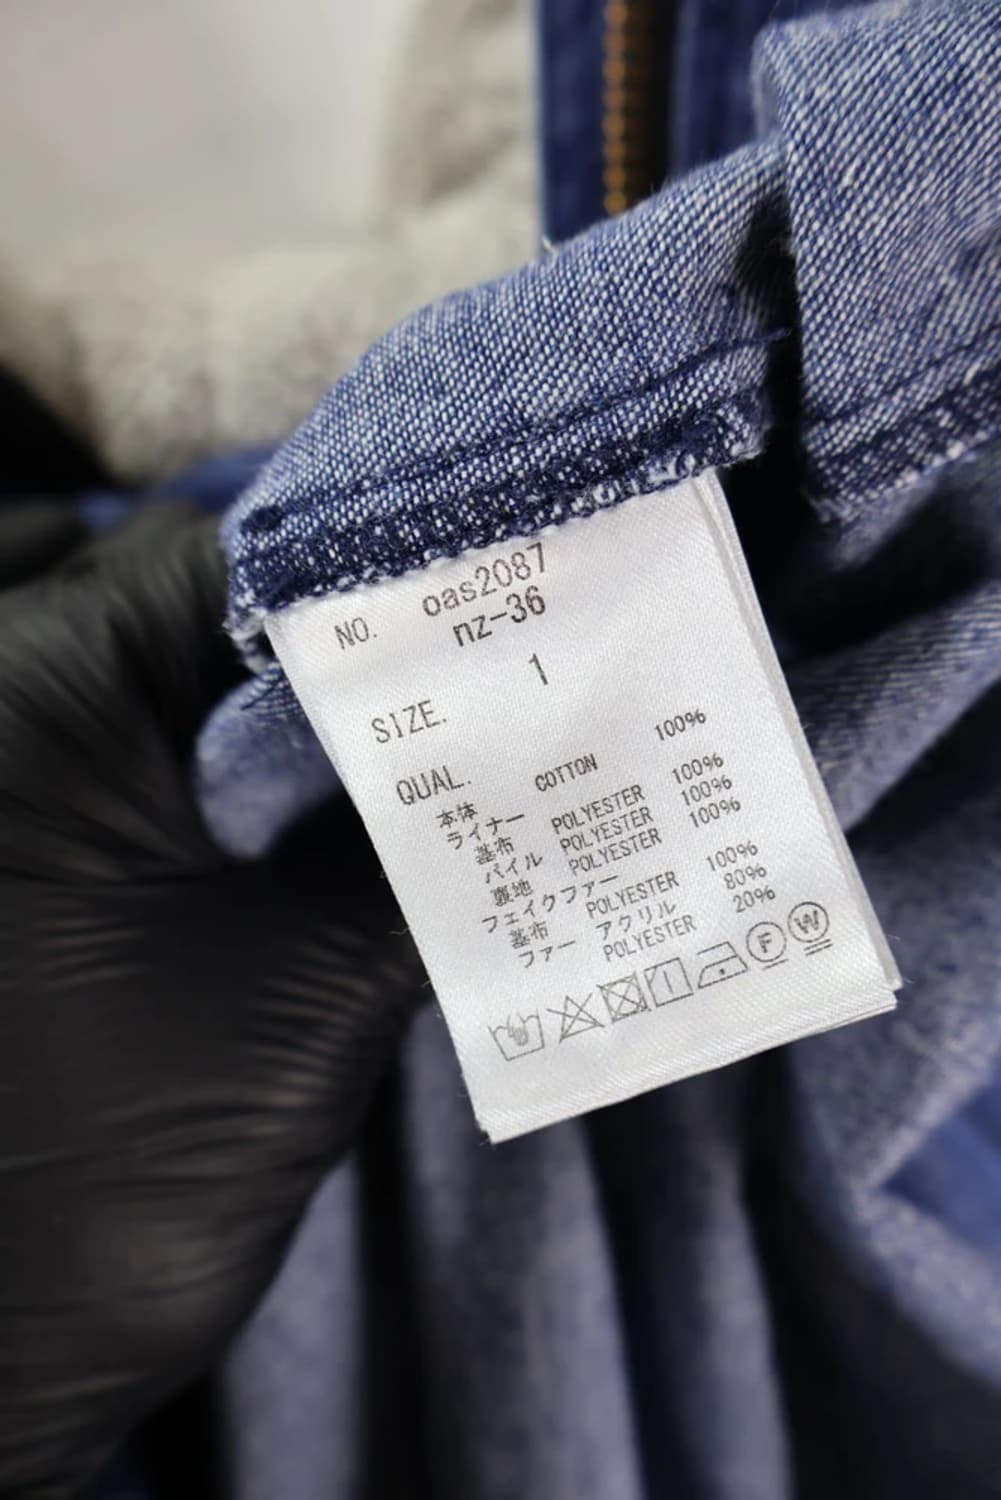 NO. oas2087
nz-36
SIZE. 1
QUAL.
本体 COTTON 100%
ライナー
基布 POLYESTER 100%
パイル POLYESTER 100%
裏地 POLYESTER 100%
フェイクファー
基布 POLYESTER 100%
ファー アクリル 80%
POLYESTER 20%
F W